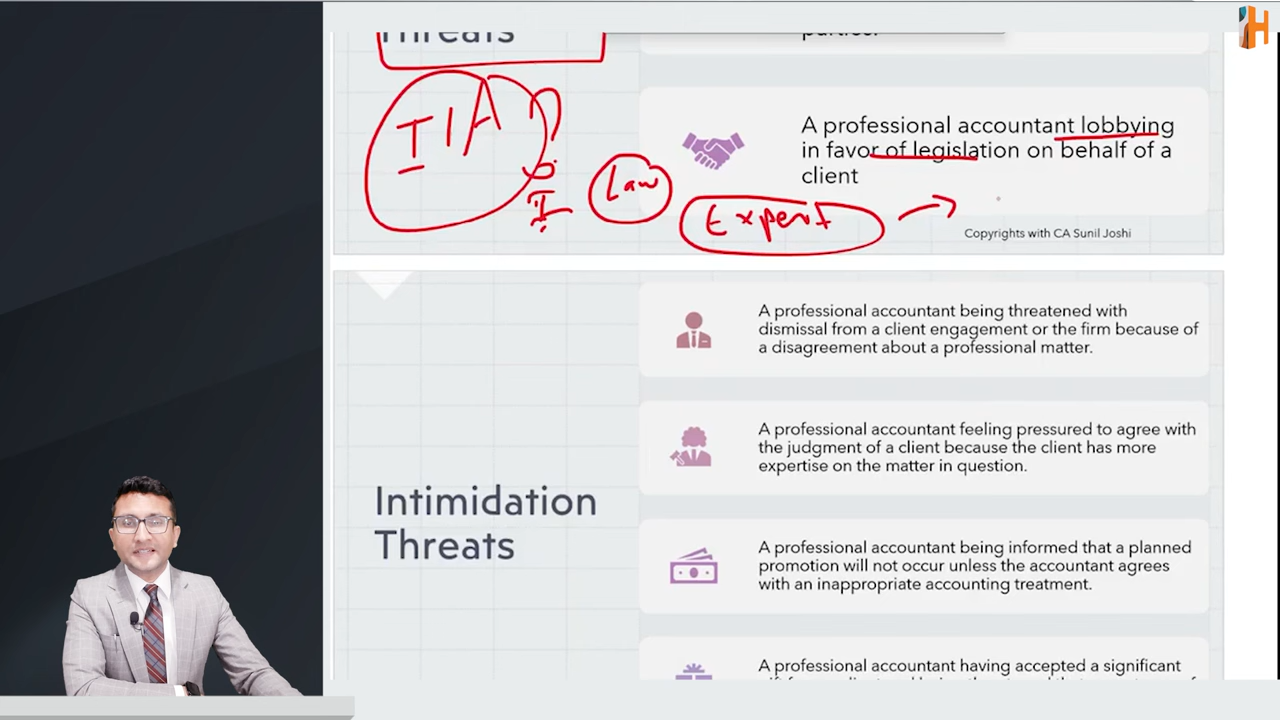 H
Threats
parties.
A professional accountant lobbying
in favor of legislation on behalf of a
client
IIA
Law
Expert
Copyrights with CA Sunil Joshi
A professional accountant being threatened with
dismissal from a client engagement or the firm because of
a disagreement about a professional matter.
A professional accountant feeling pressured to agree with
the judgment of a client because the client has more
expertise on the matter in question.
Intimidation
Threats
A professional accountant being informed that a planned
promotion will not occur unless the accountant agrees
with an inappropriate accounting treatment.
A professional accountant having accepted a significant